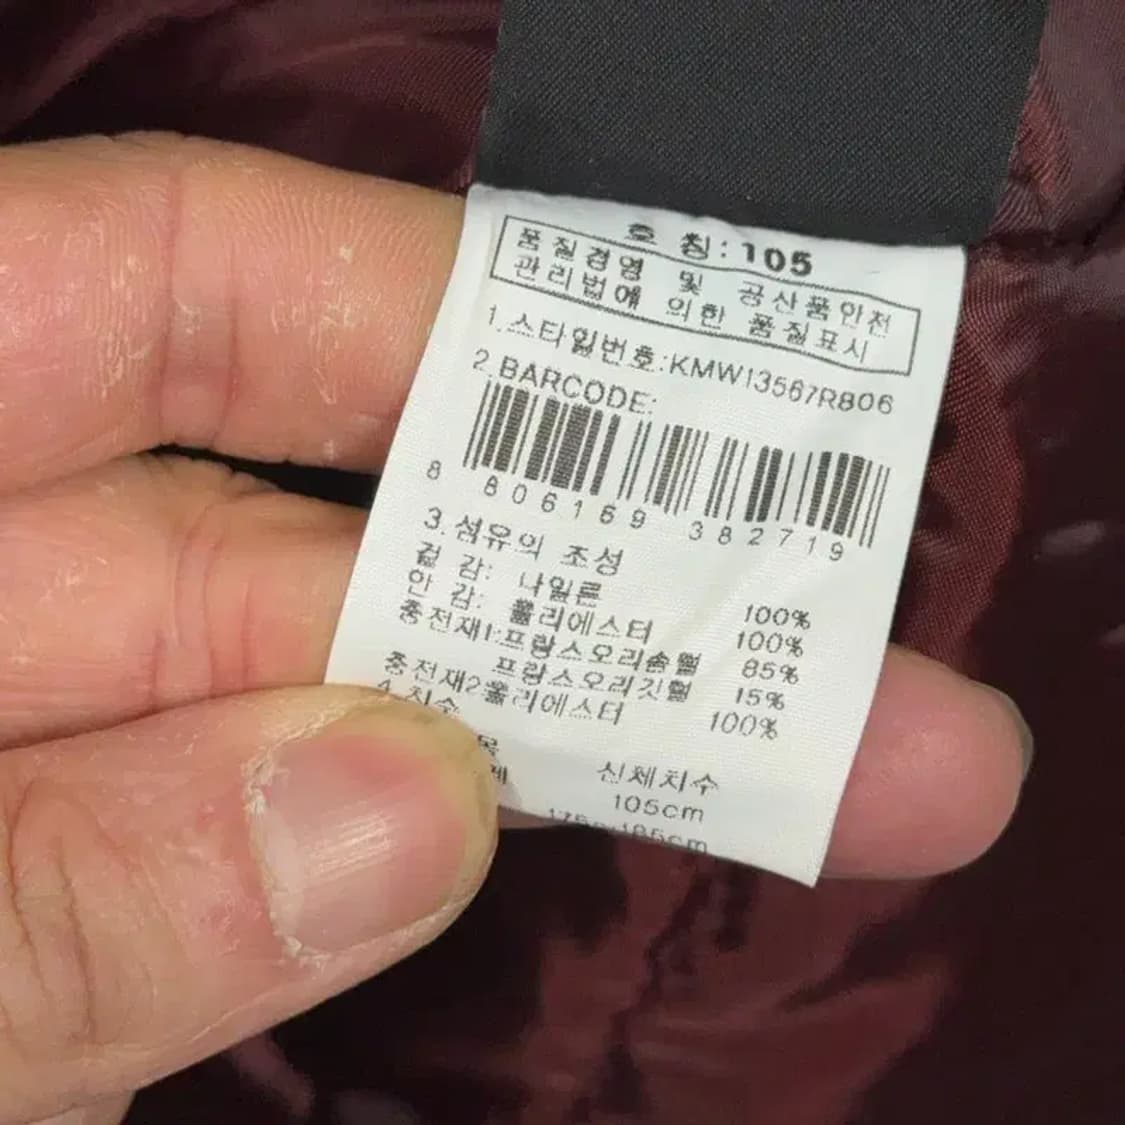 호 칭:105
품질경영 및 공산품안전
관리법에 의한 품질표시
1.스타일번호:KMW13567R806
2.BARCODE:
8 806169 382719
3.섬유의 조성
겉 감: 나일론 100%
안 감: 폴리에스터 100%
충전재1:프랑스오리솜털 85%
프랑스오리깃털 15%
충전재2:폴리에스터 100%
4.치수
신체치수
105cm